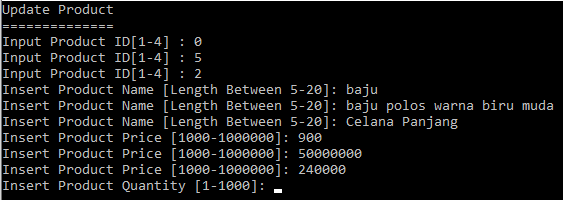 Update Product
==============
Input Product ID[1-4] : 0
Input Product ID[1-4] : 5
Input Product ID[1-4] : 2
Insert Product Name [Length Between 5-20]: baju
Insert Product Name [Length Between 5-20]: baju polos warna biru muda
Insert Product Name [Length Between 5-20]: Celana Panjang
Insert Product Price [1000-1000000]: 900
Insert Product Price [1000-1000000]: 50000000
Insert Product Price [1000-1000000]: 240000
Insert Product Quantity [1-1000]: _